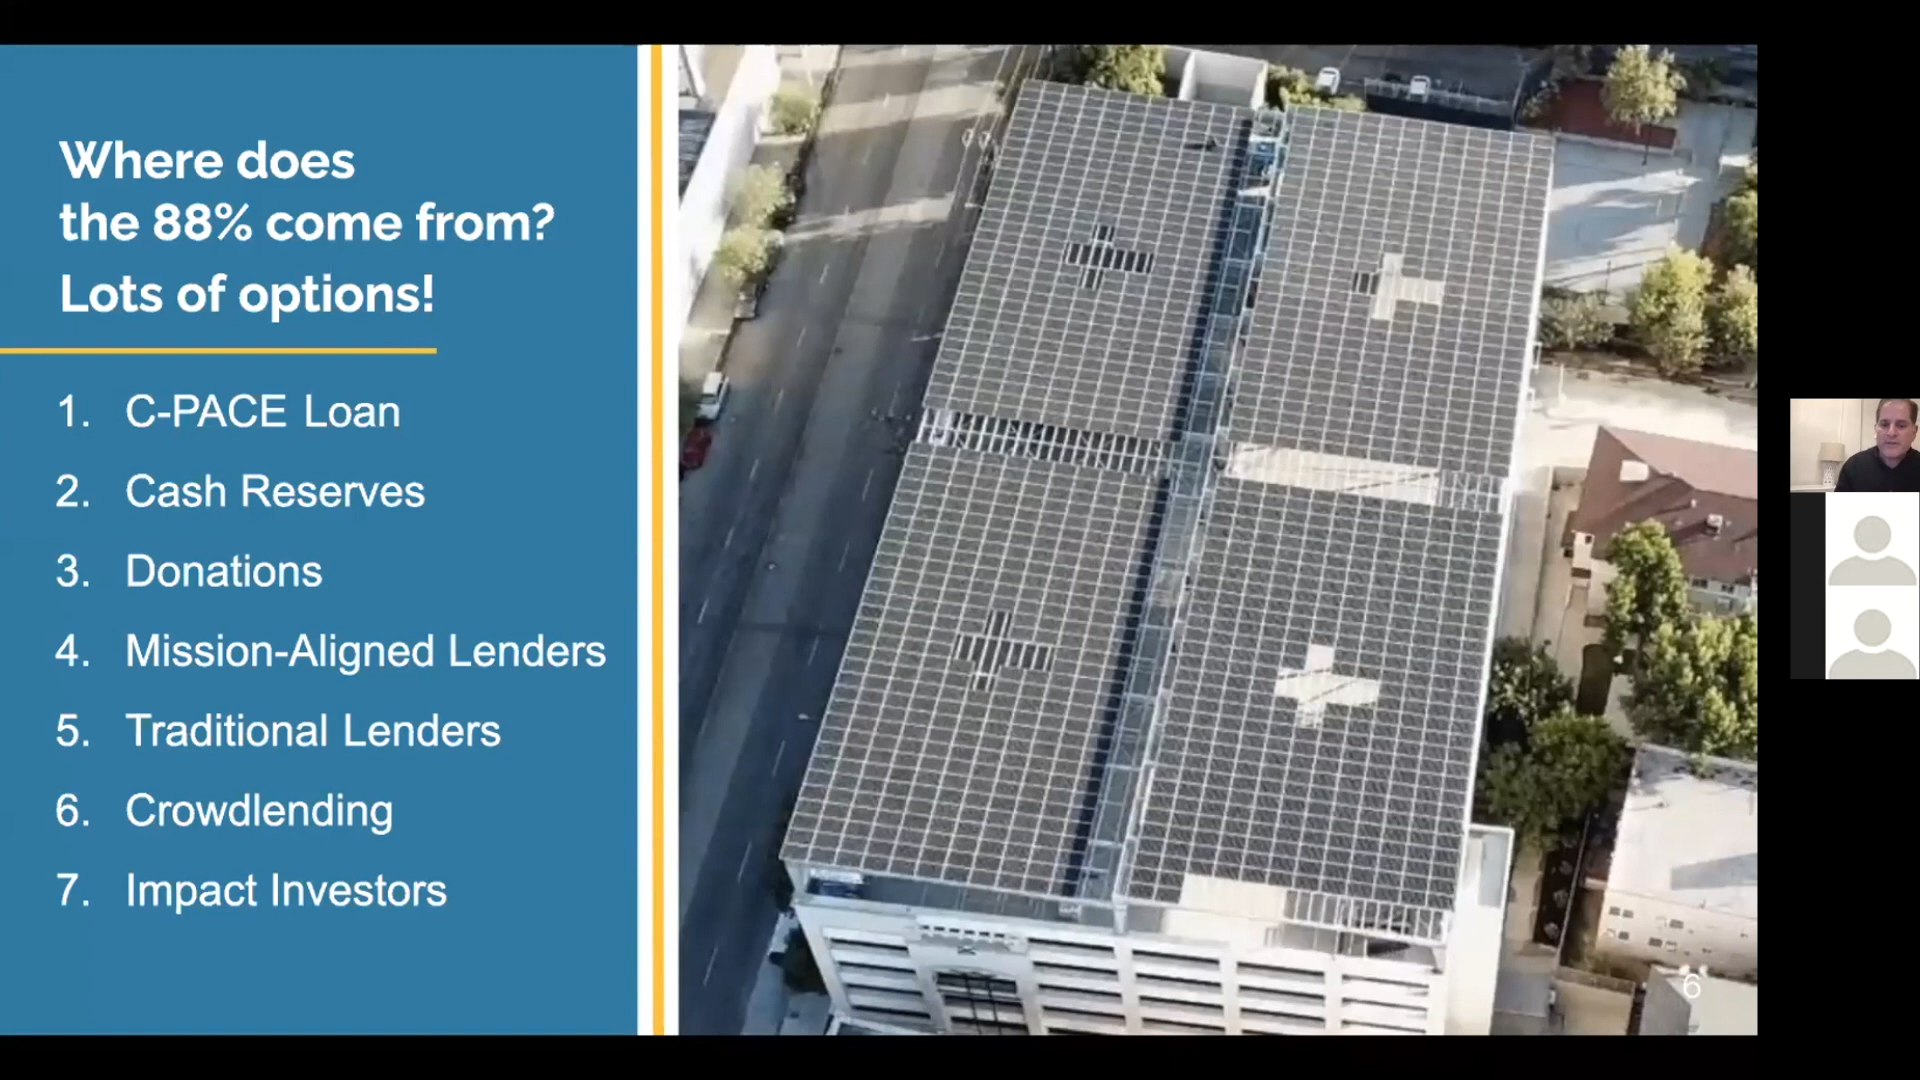 Where does
the 88% come from?
Lots of options!
1. C-PACE Loan
2. Cash Reserves
3. Donations
4. Mission-Aligned Lenders
5. Traditional Lenders
6. Crowdlending
7. Impact Investors
6